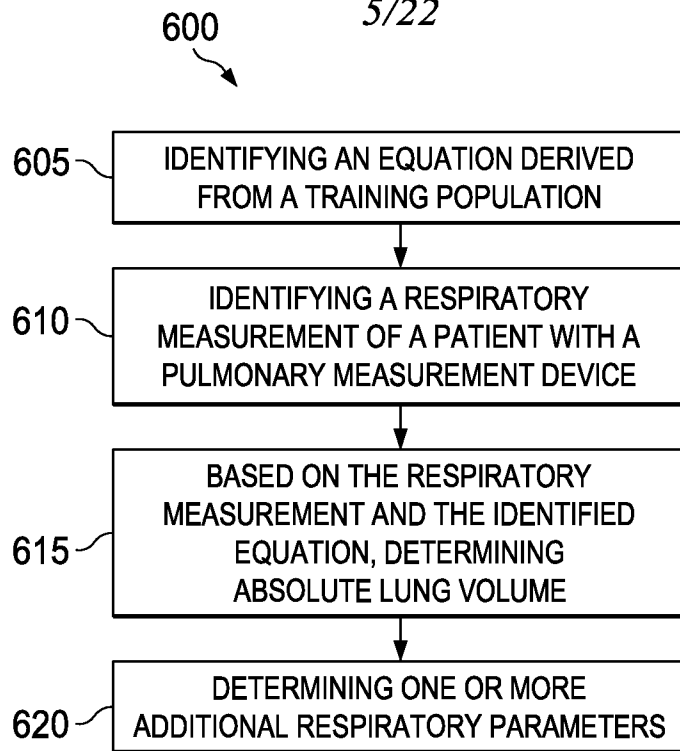 5/22
600
605
IDENTIFYING AN EQUATION DERIVED
FROM A TRAINING POPULATION
610
IDENTIFYING A RESPIRATORY
MEASUREMENT OF A PATIENT WITH A
PULMONARY MEASUREMENT DEVICE
615
BASED ON THE RESPIRATORY
MEASUREMENT AND THE IDENTIFIED
EQUATION, DETERMINING
ABSOLUTE LUNG VOLUME
620
DETERMINING ONE OR MORE
ADDITIONAL RESPIRATORY PARAMETERS